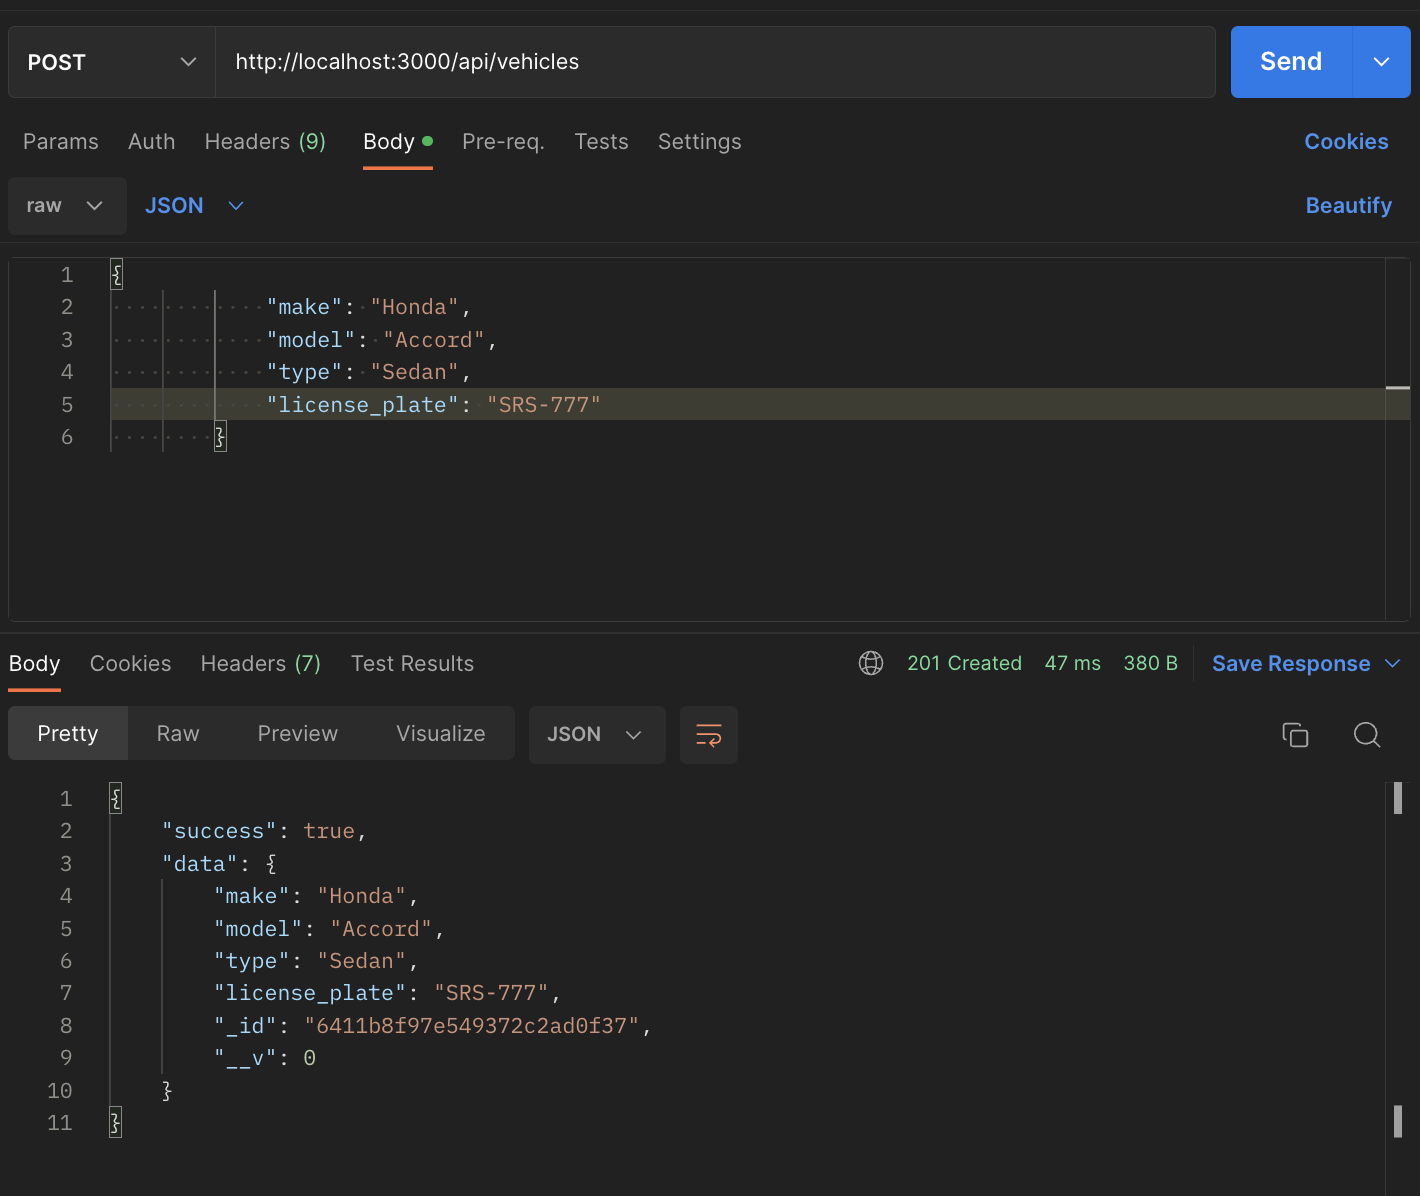 POST http://localhost:3000/api/vehicles Send
Params Auth Headers (9) Body Pre-req. Tests Settings Cookies
raw JSON Beautify
1 {
2 "make": "Honda",
3 "model": "Accord",
4 "type": "Sedan",
5 "license_plate": "SRS-777"
6 }
Body Cookies Headers (7) Test Results 201 Created 47 ms 380 B Save Response
Pretty Raw Preview Visualize JSON
1 {
2 "success": true,
3 "data": {
4 "make": "Honda",
5 "model": "Accord",
6 "type": "Sedan",
7 "license_plate": "SRS-777",
8 "_id": "6411b8f97e549372c2ad0f37",
9 "__v": 0
10 }
11 }